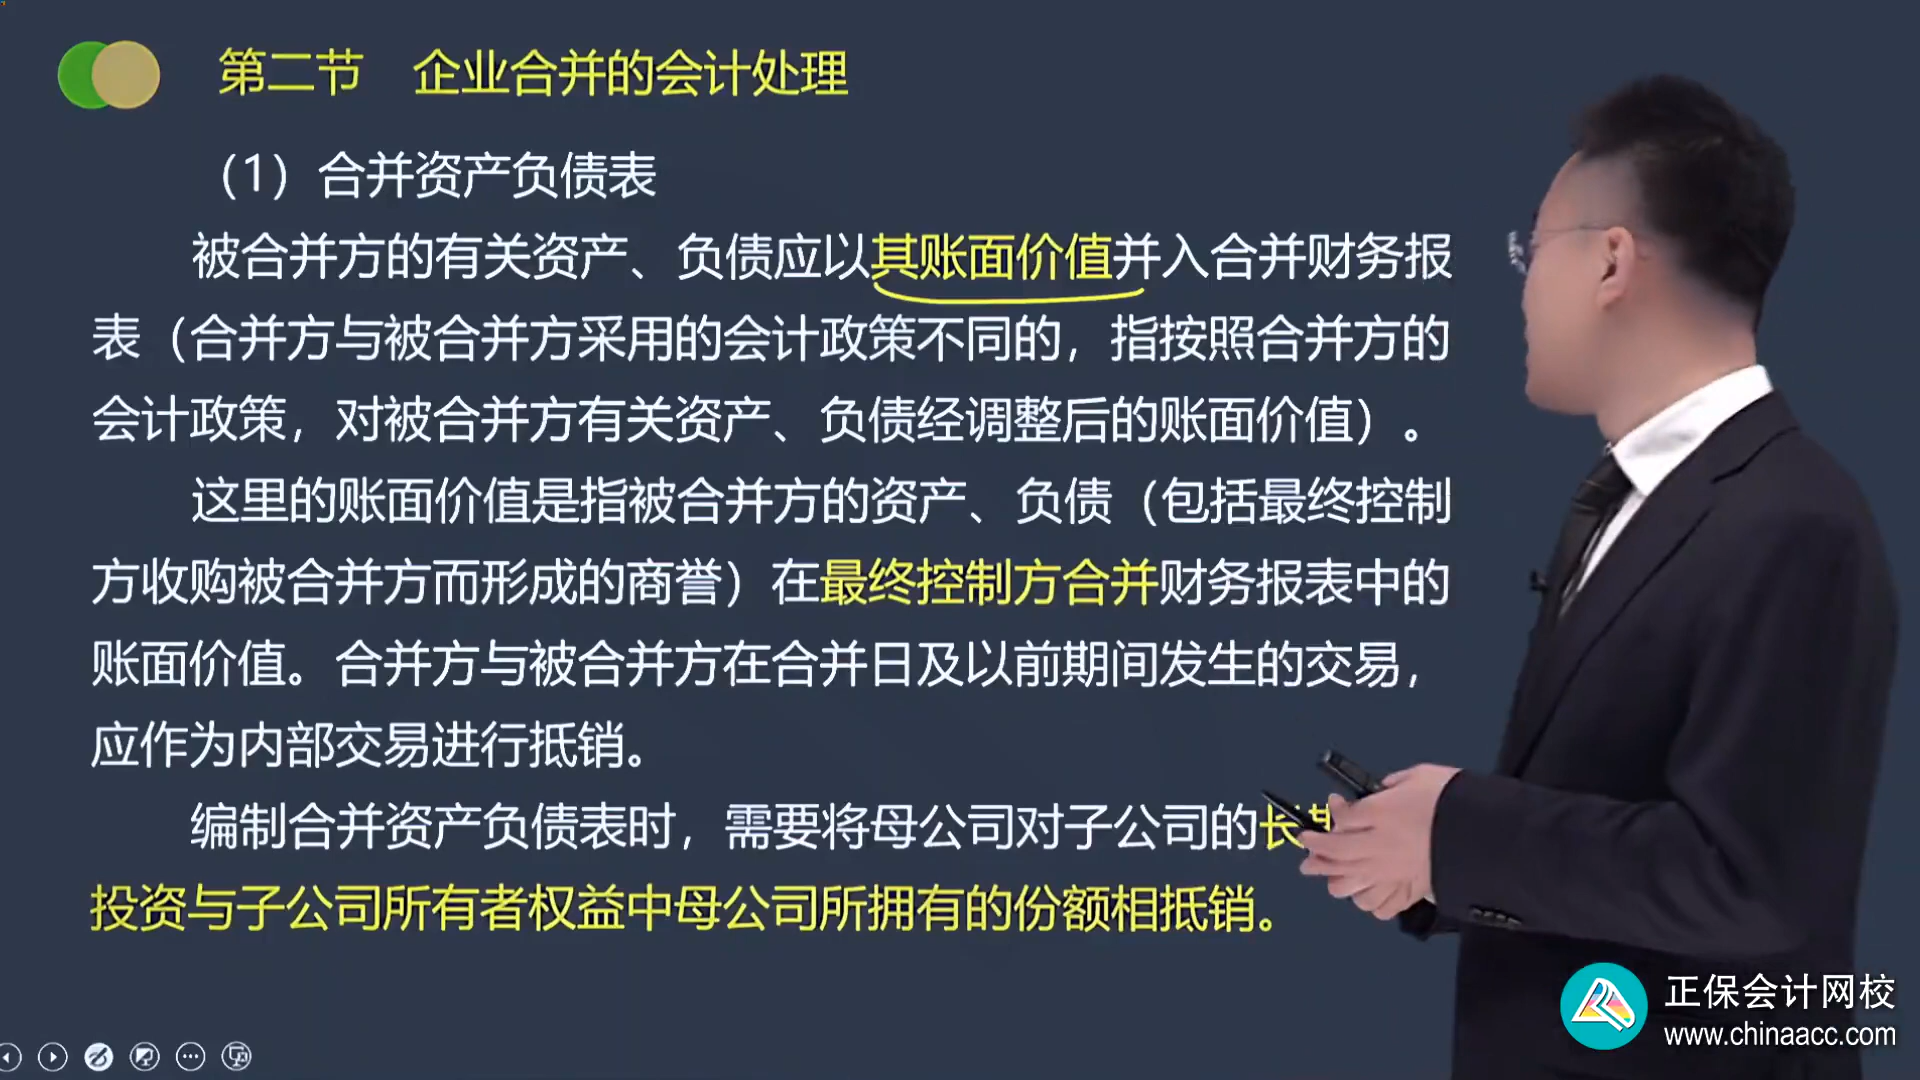 第二节 企业合并的会计处理
（1）合并资产负债表
被合并方的有关资产、负债应以其账面价值并入合并财务报
表（合并方与被合并方采用的会计政策不同的，指按照合并方的
会计政策，对被合并方有关资产、负债经调整后的账面价值）。
这里的账面价值是指被合并方的资产、负债（包括最终控制
方收购被合并方而形成的商誉）在最终控制方合并财务报表中的
账面价值。合并方与被合并方在合并日及以前期间发生的交易，
应作为内部交易进行抵销。
编制合并资产负债表时，需要将母公司对子公司的长
投资与子公司所有者权益中母公司所拥有的份额相抵销。
正保会计网校
www.chinaacc.com